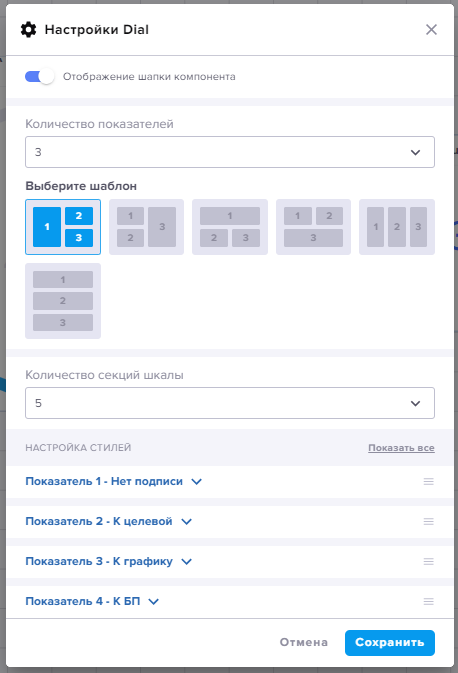 Настройки Dial
Отображение шапки компонента
Количество показателей
3
Выберите шаблон
1 2 3
1 2 3
1 2 3
1 2 3
1 2 3
1
2
3
Количество секций шкалы
5
НАСТРОЙКА СТИЛЕЙ Показать все
Показатель 1 - Нет подписи
Показатель 2 - К целевой
Показатель 3 - К графику
Показатель 4 - К БП
Отмена Сохранить